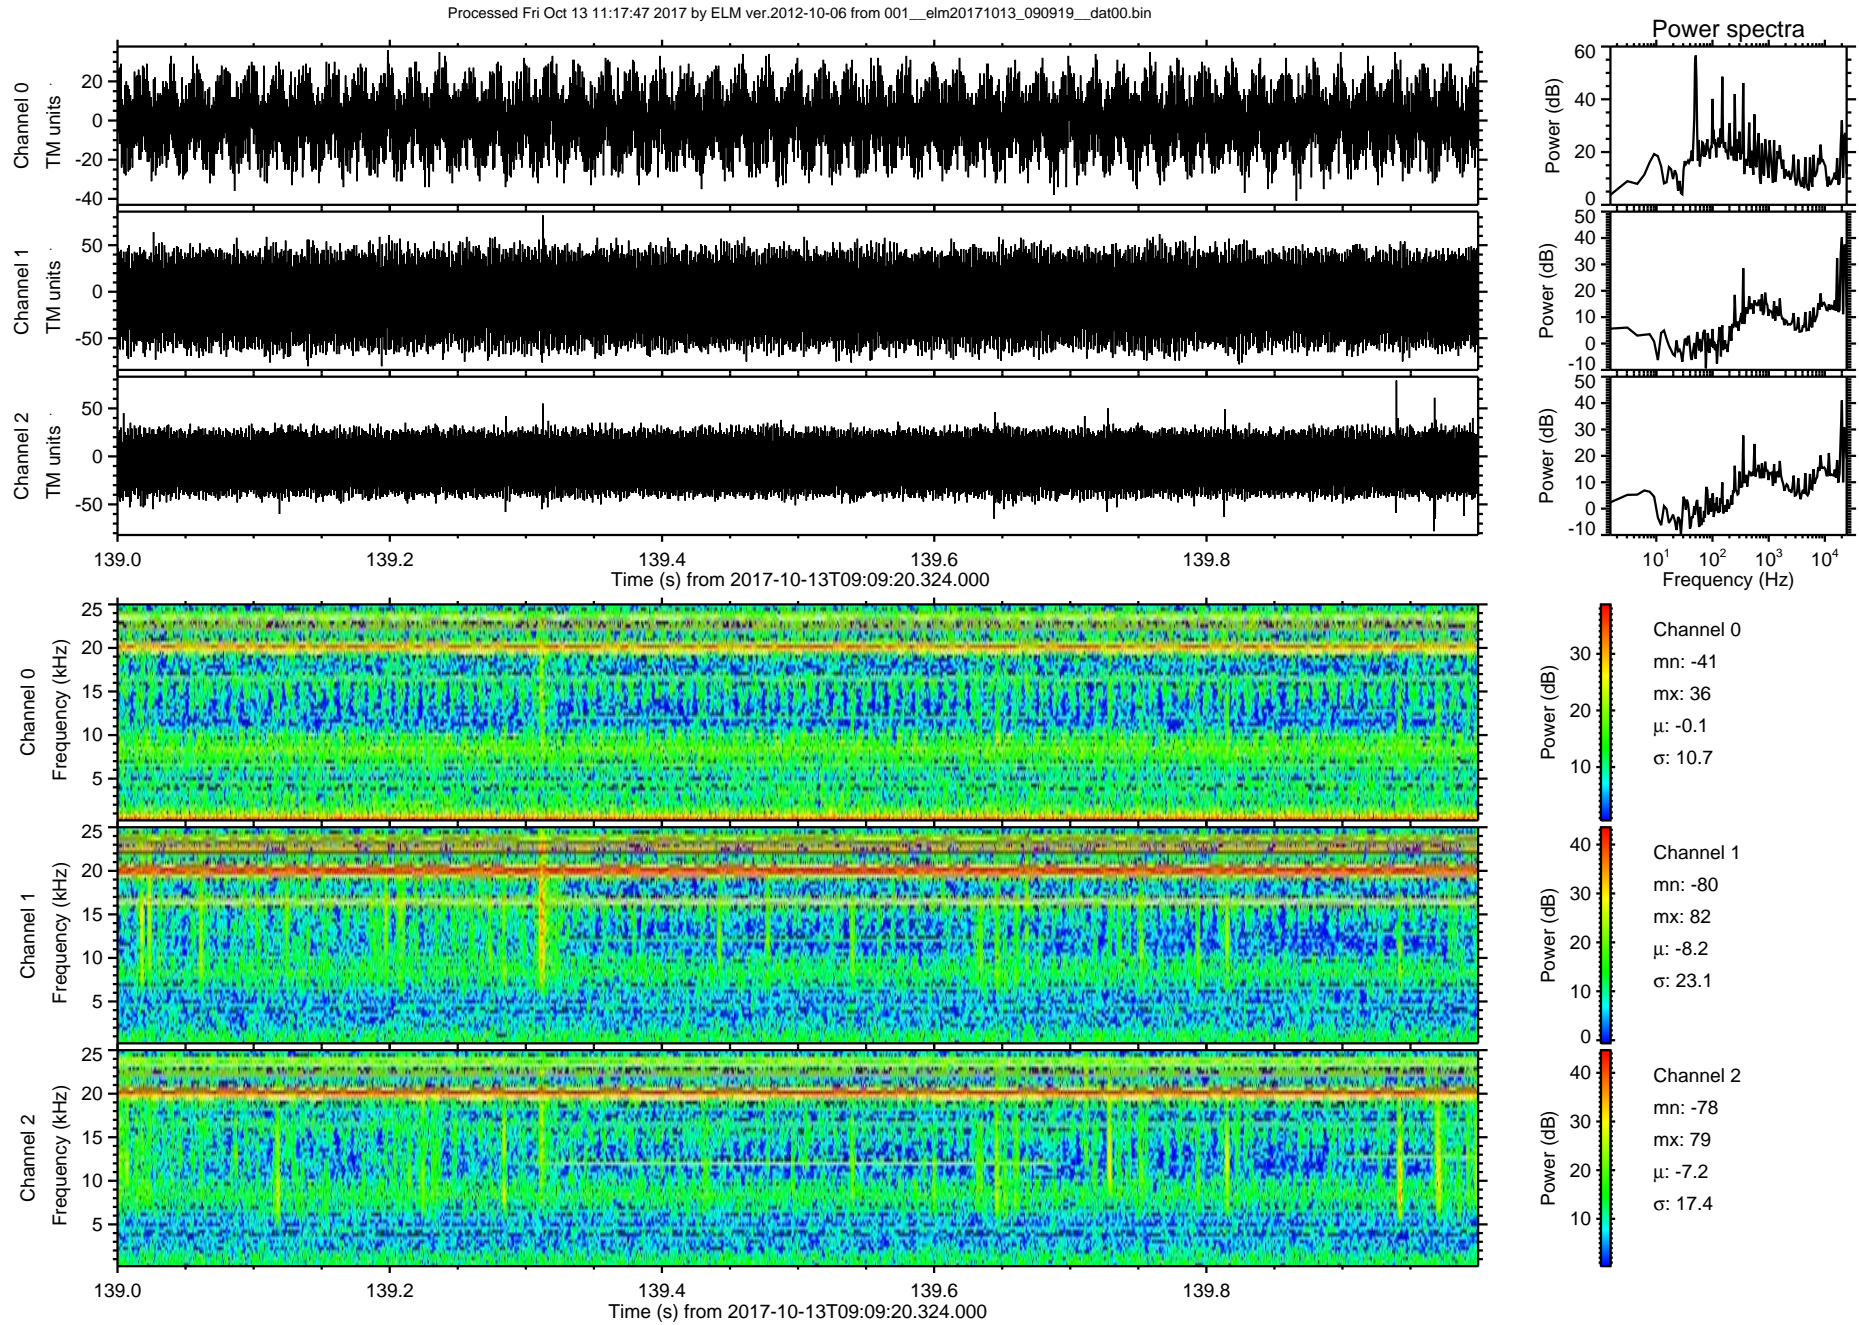 Processed Fri Oct 13 11:17:47 2017 by ELM ver.2012-10-06 from 001__elm20171013_090919__dat00.bin
Power spectra
Channel 0
TM units
20
0
-20
-40
Power (dB)
60
40
20
0
Channel 1
TM units
50
0
-50
Power (dB)
50
40
30
20
10
0
-10
Channel 2
TM units
50
0
-50
Power (dB)
50
40
30
20
10
0
-10
139.0 139.2 139.4 139.6 139.8
Time (s) from 2017-10-13T09:09:20.324.000
10¹ 10² 10³ 10⁴
Frequency (Hz)
Channel 0
Frequency (kHz)
25
20
15
10
5
Power (dB)
30
20
10
Channel 0
mn: -41
mx: 36
μ: -0.1
σ: 10.7
Channel 1
Frequency (kHz)
25
20
15
10
5
Power (dB)
40
30
20
10
0
Channel 1
mn: -80
mx: 82
μ: -8.2
σ: 23.1
Channel 2
Frequency (kHz)
25
20
15
10
5
Power (dB)
40
30
20
10
Channel 2
mn: -78
mx: 79
μ: -7.2
σ: 17.4
139.0 139.2 139.4 139.6 139.8
Time (s) from 2017-10-13T09:09:20.324.000